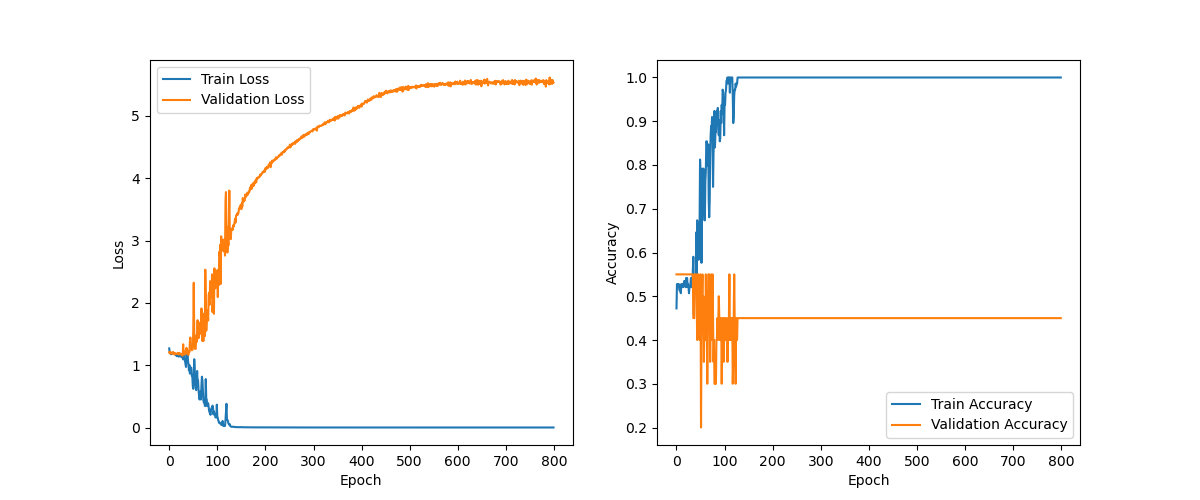 Train Loss
Validation Loss
5
4
3
2
1
0
Loss
0 100 200 300 400 500 600 700 800
Epoch
1.0
0.9
0.8
0.7
0.6
0.5
0.4
0.3
0.2
Accuracy
Train Accuracy
Validation Accuracy
0 100 200 300 400 500 600 700 800
Epoch